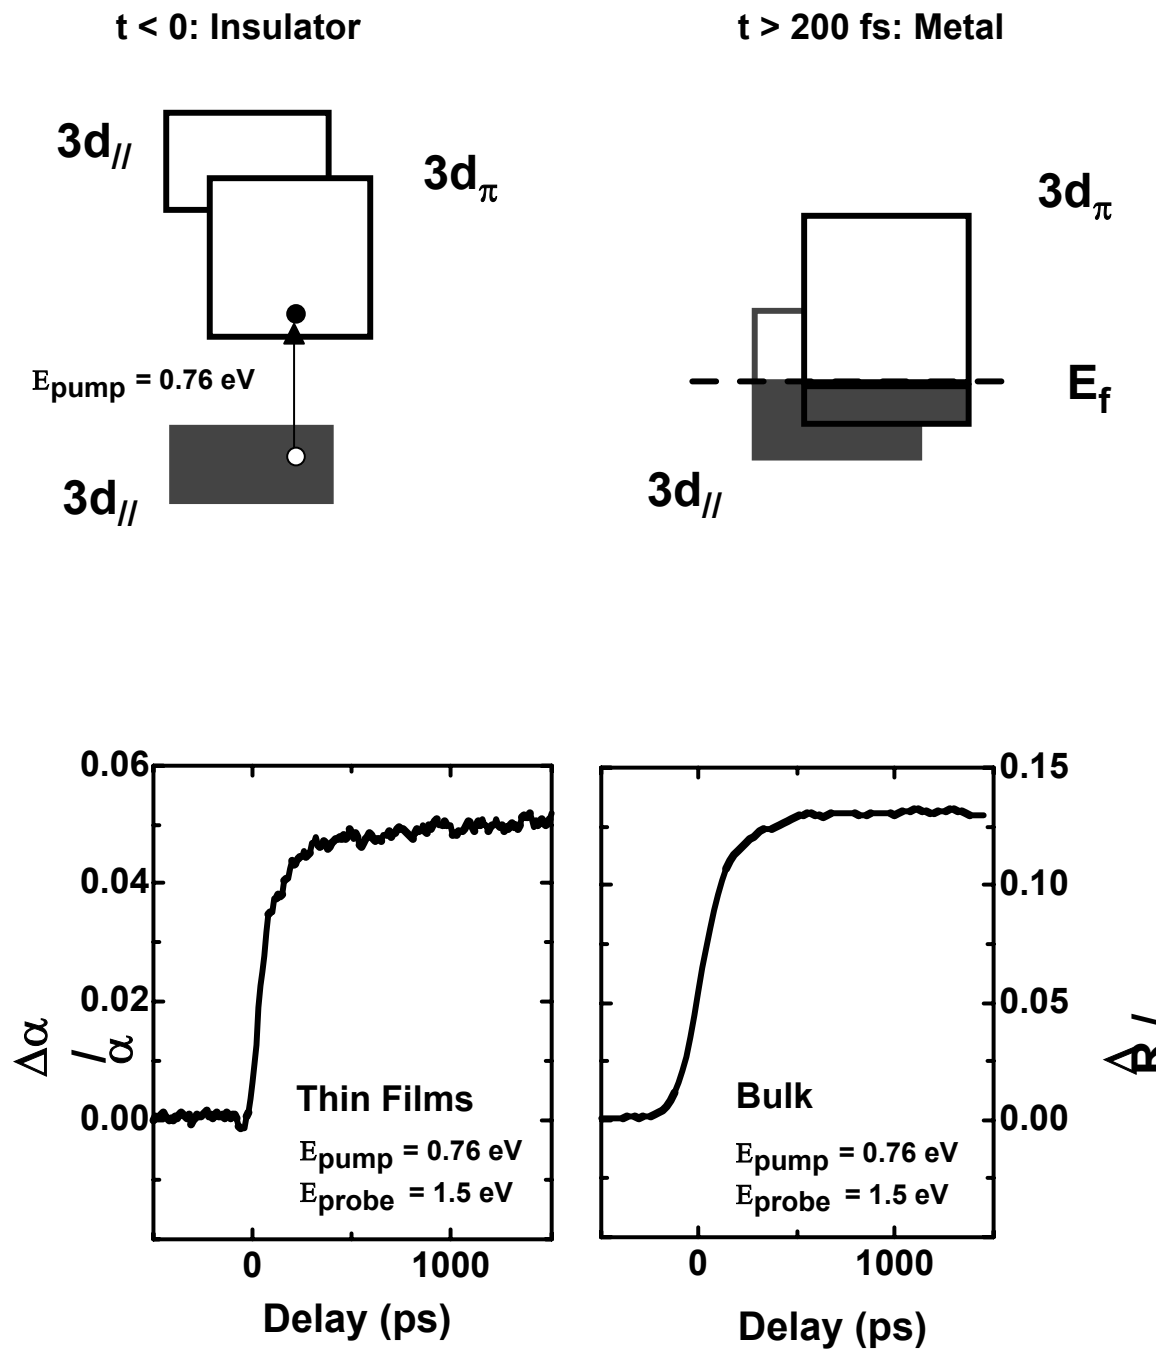 t < 0: Insulator
t > 200 fs: Metal
3d//
3dπ
3dπ
Epump = 0.76 eV
Ef
3d//
3d//
0.06
0.04
0.02
0.00
Δα
/α
Thin Films
Epump = 0.76 eV
Eprobe = 1.5 eV
0
1000
Delay (ps)
0.15
0.10
0.05
0.00
ΔR/
Bulk
Epump = 0.76 eV
Eprobe = 1.5 eV
0
1000
Delay (ps)